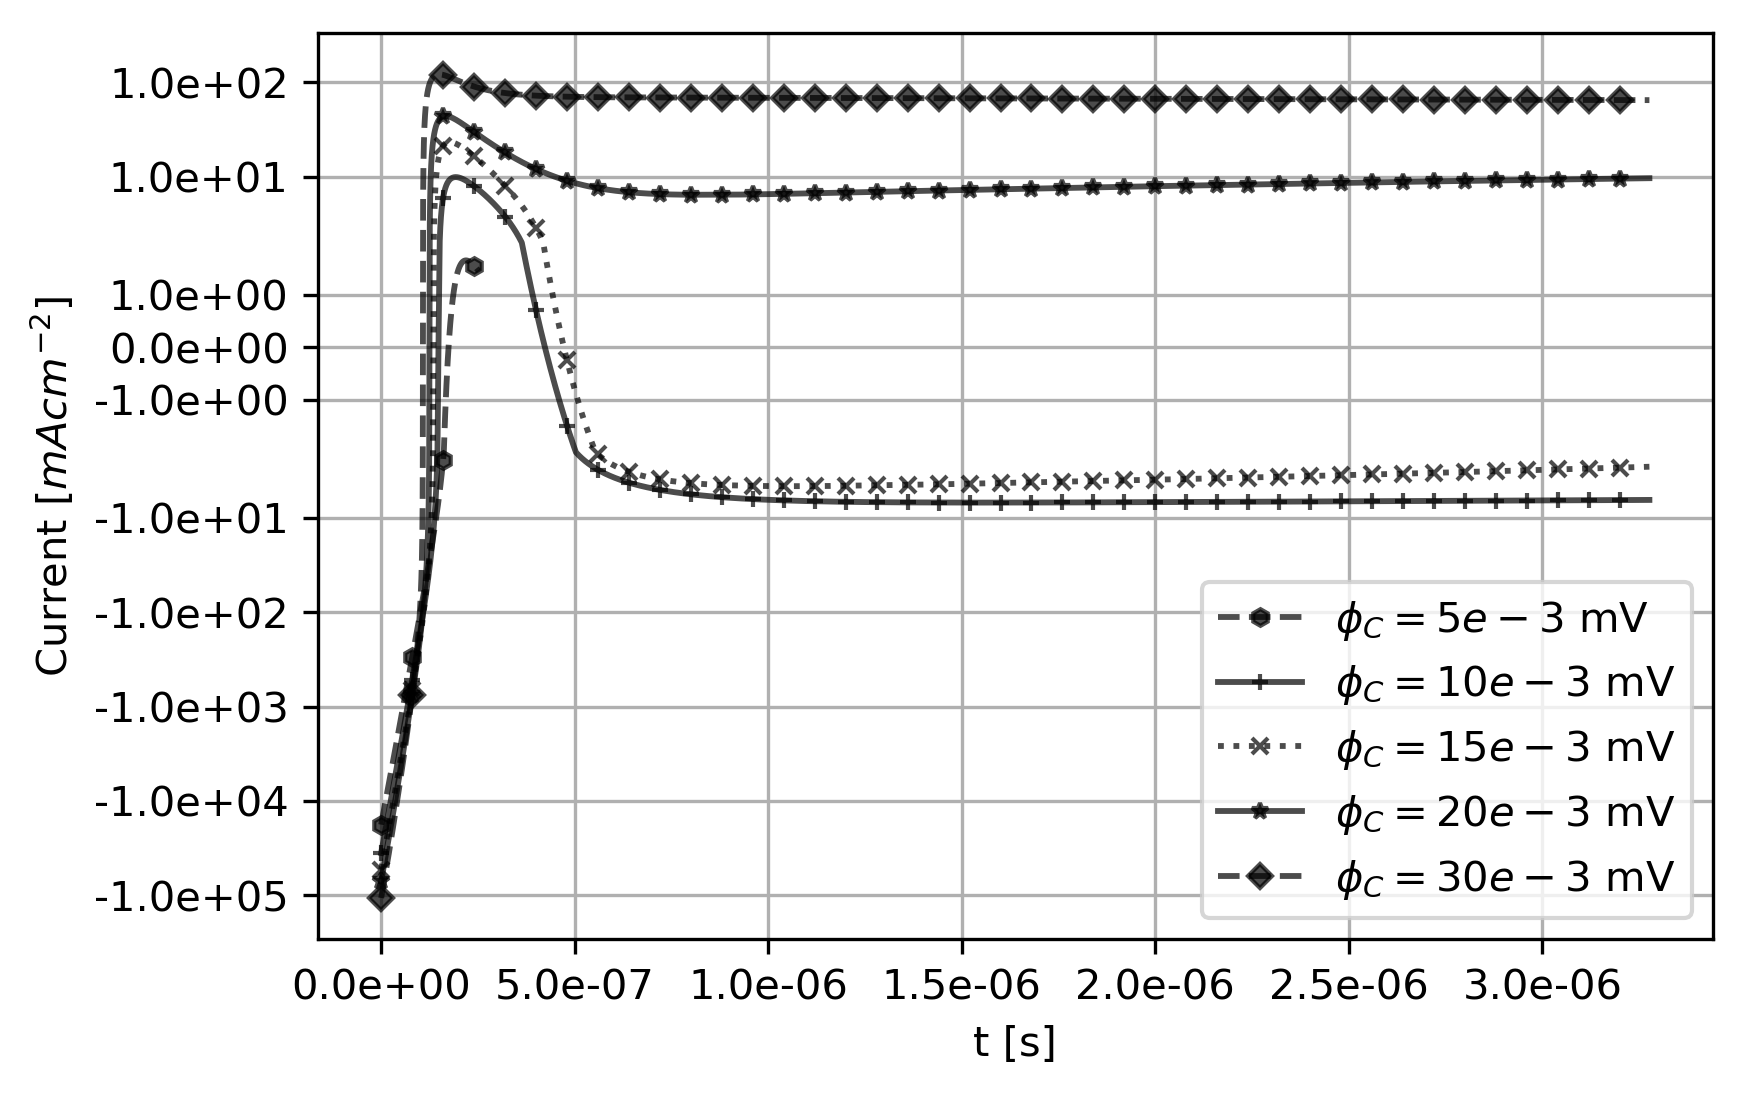 1.0e+02
1.0e+01
1.0e+00
0.0e+00
-1.0e+00
-1.0e+01
-1.0e+02
-1.0e+03
-1.0e+04
-1.0e+05
Current [mAcm⁻²]
0.0e+00 5.0e-07 1.0e-06 1.5e-06 2.0e-06 2.5e-06 3.0e-06
t [s]
ϕ_C = 5e − 3 mV
ϕ_C = 10e − 3 mV
ϕ_C = 15e − 3 mV
ϕ_C = 20e − 3 mV
ϕ_C = 30e − 3 mV